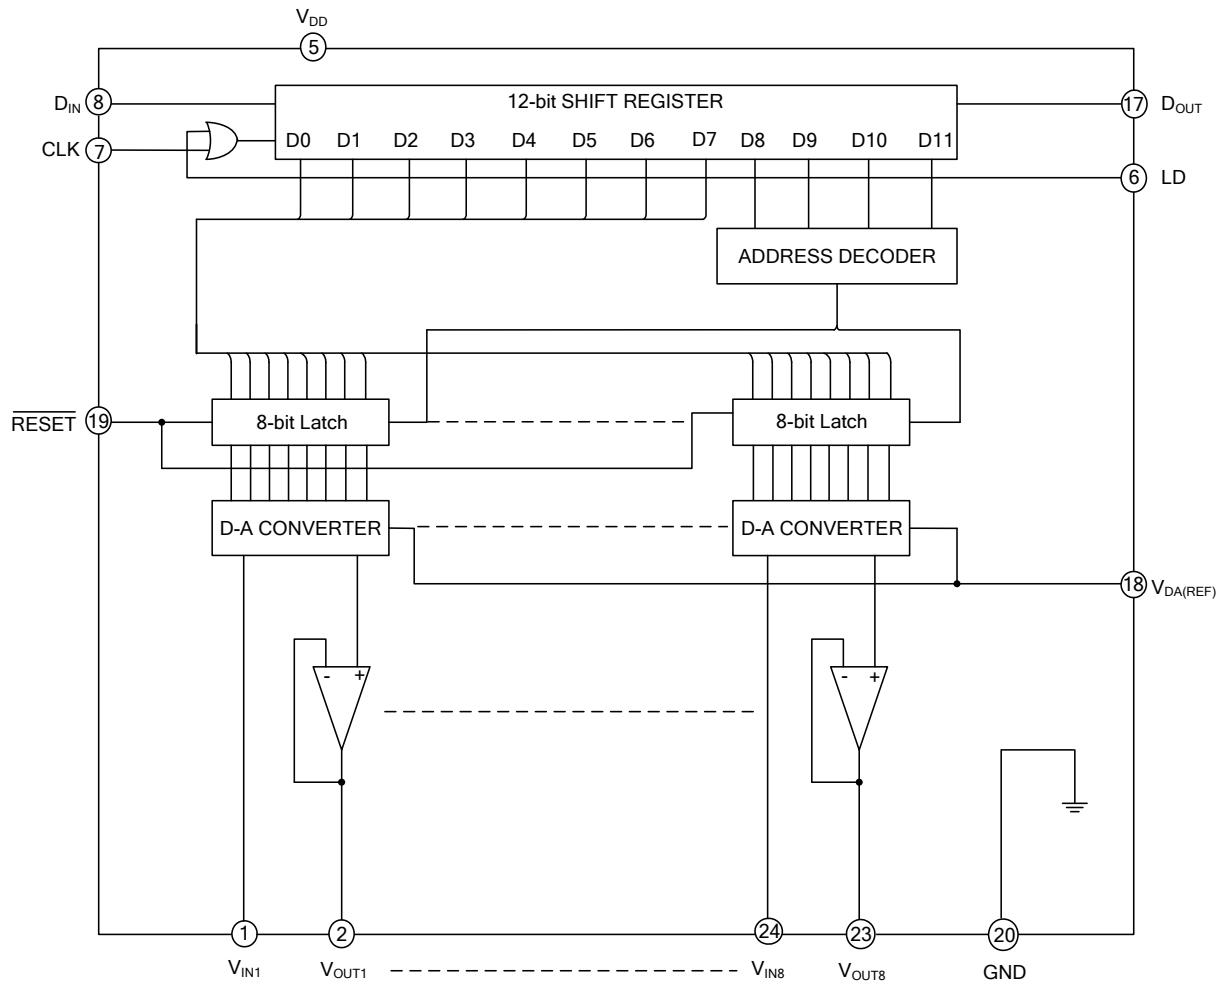 VDD
5
DIN 8
12-bit SHIFT REGISTER
17 DOUT
CLK 7
D0 D1 D2 D3 D4 D5 D6 D7 D8 D9 D10 D11
6 LD
ADDRESS DECODER
RESET 19
8-bit Latch
8-bit Latch
D-A CONVERTER
D-A CONVERTER
18 VDA(REF)
- +
- +
1 2 24 23 20
VIN1 VOUT1 VIN8 VOUT8 GND